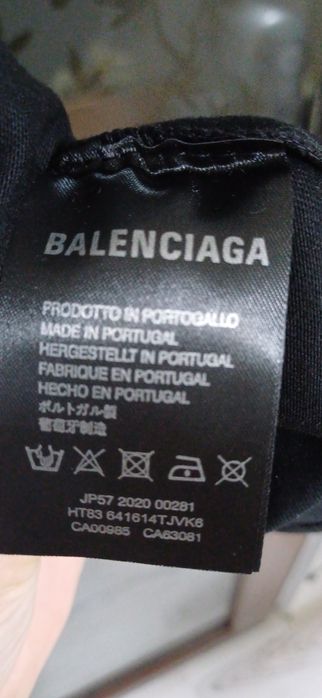 BALENCIAGA
PRODOTTO IN PORTOGALLO
MADE IN PORTUGAL
HERGESTELLT IN PORTUGAL
FABRIQUE EN PORTUGAL
HECHO EN PORTUGAL
ポルトガル製
葡萄牙制造
JP57 2020 00281
HT83 641614TJVK6
CA00985 CA63081